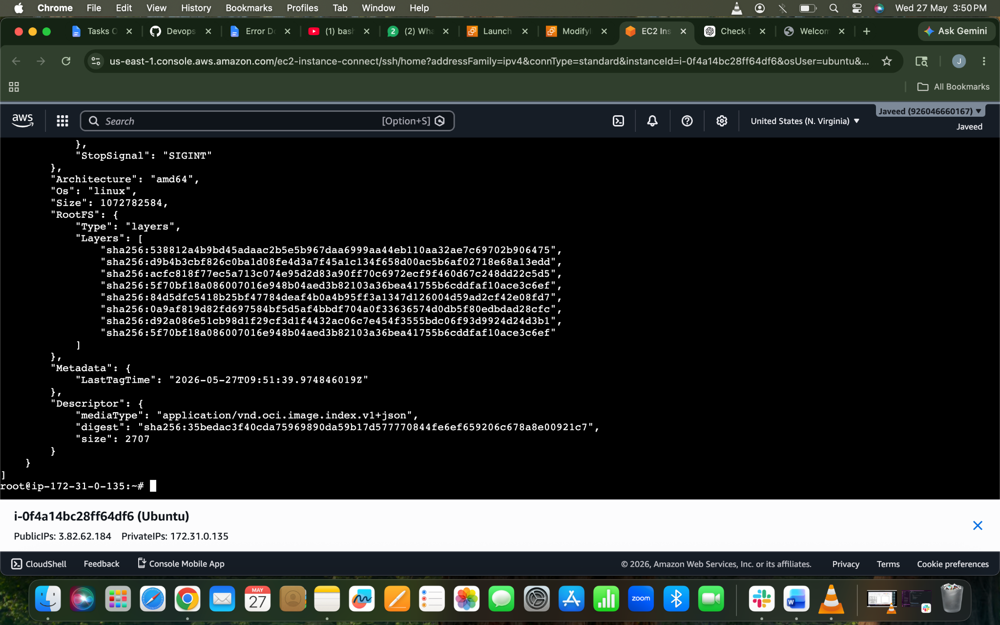 Chrome File Edit View History Bookmarks Profiles Tab Window Help Wed 27 May 3:50 PM
Tasks O Devops Error Do (1) bash 2 (2) Wha Launch Modify EC2 Ins Check D Welcom Ask Gemini
us-east-1.console.aws.amazon.com/ec2-instance-connect/ssh/home?addressFamily=ipv4&connType=standard&instanceId=i-0f4a14bc28ff64df6&osUser=ubuntu&... J
All Bookmarks
aws Search [Option+S] United States (N. Virginia) Javeed (926046660167)
Javeed
},
"StopSignal": "SIGINT"
},
"Architecture": "amd64",
"Os": "linux",
"Size": 1072782584,
"RootFS": {
"Type": "layers",
"Layers": [
"sha256:538812a4b9bd45adaac2b5e5b967daa6999aa44eb110aa32ae7c69702b906475",
"sha256:d9b4b3cbf826c0ba1d08fe4d3a7f45a1c134f658d00ac5b6af02718e68a13edd",
"sha256:acfc818f77ec5a713c074e95d2d83a90ff70c6972ecf9f460d67c248dd22c5d5",
"sha256:5f70bf18a086007016e948b04aed3b82103a36bea41755b6cddfaf10ace3c6ef",
"sha256:84d5dfc5418b25bf47784deaf4b0a4b95ff3a1347d126004d59ad2cf42e08fd7",
"sha256:0a9af819d82fd697584bf5d5af4bbdf704a0f33636574d0db5f80edbdad28cfc",
"sha256:d92a086e51cb98d1f29cf3d1f4432ac06c7e454f3555bdc06f93d9924d24d3b1",
"sha256:5f70bf18a086007016e948b04aed3b82103a36bea41755b6cddfaf10ace3c6ef"
]
},
"Metadata": {
"LastTagTime": "2026-05-27T09:51:39.974846019Z"
},
"Descriptor": {
"mediaType": "application/vnd.oci.image.index.v1+json",
"digest": "sha256:35bedac3f40cda75969890da59b17d577770844fe6ef659206c678a8e00921c7",
"size": 2707
}
}
]
root@ip-172-31-0-135:~#
i-0f4a14bc28ff64df6 (Ubuntu)
PublicIPs: 3.82.62.184 PrivateIPs: 172.31.0.135
CloudShell Feedback Console Mobile App © 2026, Amazon Web Services, Inc. or its affiliates. Privacy Terms Cookie preferences
MAY
27
zoom
W